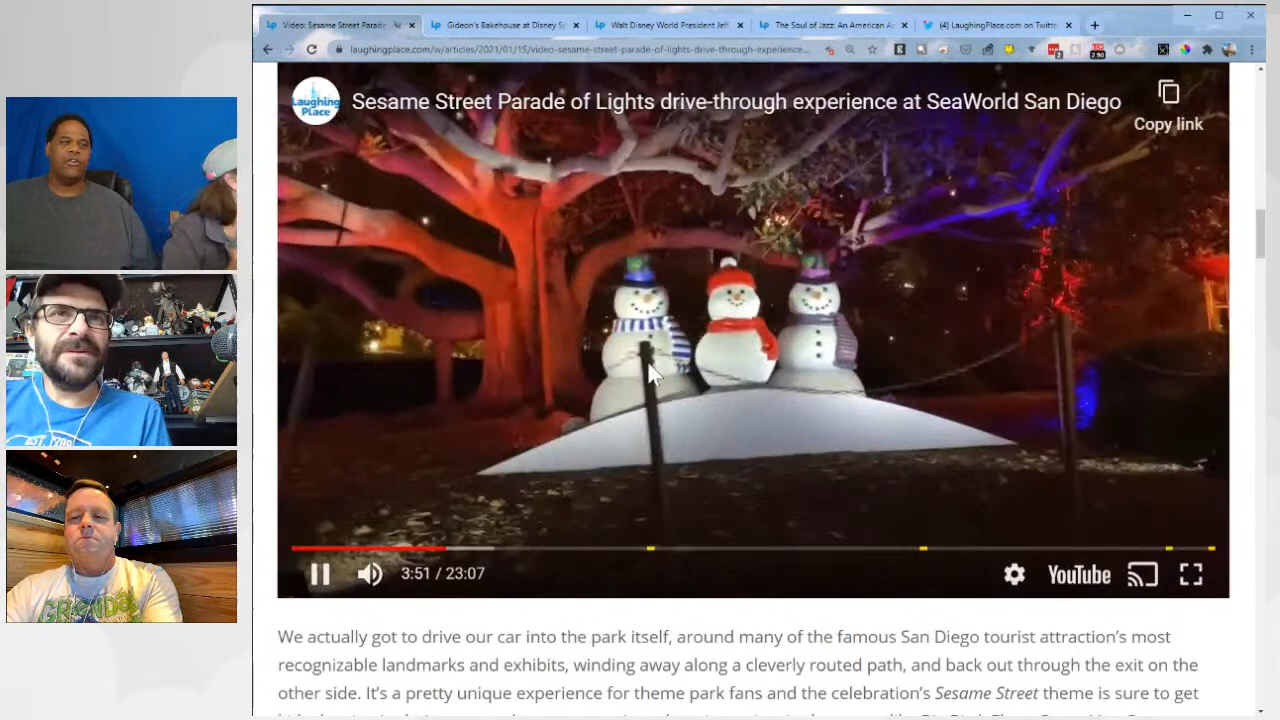 Video: Sesame Street Parade
Gideon's Bakehouse at Disney Sp
Walt Disney World President Jeff
The Soul of Jazz: An American A
(4) LaughingPlace.com on Twitte
laughingplace.com/w/articles/2021/01/15/video-sesame-street-parade-of-lights-drive-through-experience...
Laughing
Place
Sesame Street Parade of Lights drive-through experience at SeaWorld San Diego
Copy link
3:51 / 23:07
YouTube
We actually got to drive our car into the park itself, around many of the famous San Diego tourist attraction's most
recognizable landmarks and exhibits, winding away along a cleverly routed path, and back out through the exit on the
other side. It's a pretty unique experience for theme park fans and the celebration's Sesame Street theme is sure to get